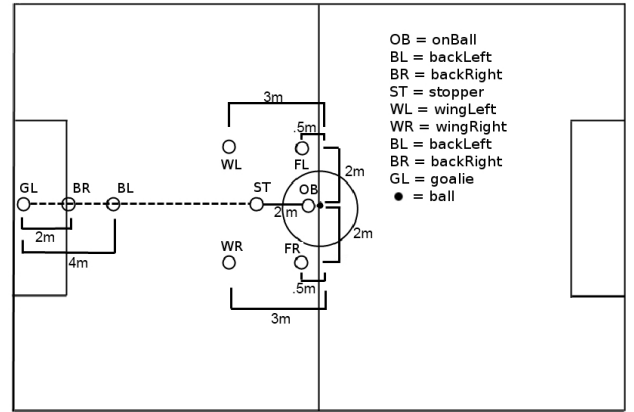 OB = onBall
BL = backLeft
BR = backRight
ST = stopper
WL = wingLeft
WR = wingRight
BL = backLeft
BR = backRight
GL = goalie
= ball
3m
.5m
WL
FL
2m
GL
BR
BL
ST
OB
2 m
2m
2m
4m
WR
FR
.5m
3m